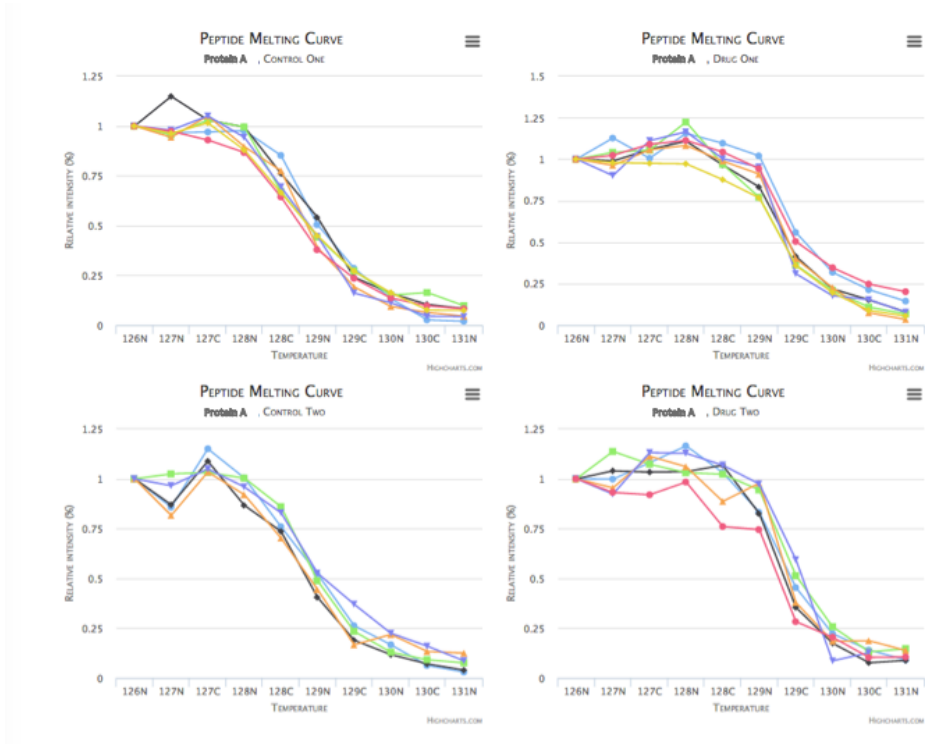 Peptide Melting Curve
Protein A , Control One
Relative intensity (%)
1.25
1
0.75
0.5
0.25
0
126N 127N 127C 128N 128C 129N 129C 130N 130C 131N
Temperature
Highcharts.com
Peptide Melting Curve
Protein A , Drug One
Relative intensity (%)
1.5
1.25
1
0.75
0.5
0.25
0
126N 127N 127C 128N 128C 129N 129C 130N 130C 131N
Temperature
Highcharts.com
Peptide Melting Curve
Protein A , Control Two
Relative intensity (%)
1.25
1
0.75
0.5
0.25
0
126N 127N 127C 128N 128C 129N 129C 130N 130C 131N
Temperature
Highcharts.com
Peptide Melting Curve
Protein A , Drug Two
Relative intensity (%)
1.25
1
0.75
0.5
0.25
0
126N 127N 127C 128N 128C 129N 129C 130N 130C 131N
Temperature
Highcharts.com